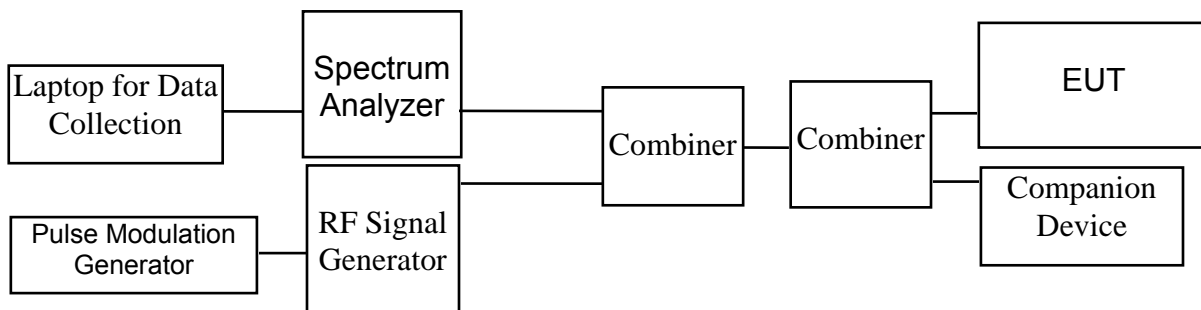 Laptop for Data
Collection
Spectrum
Analyzer
Pulse Modulation
Generator
RF Signal
Generator
Combiner
Combiner
EUT
Companion
Device